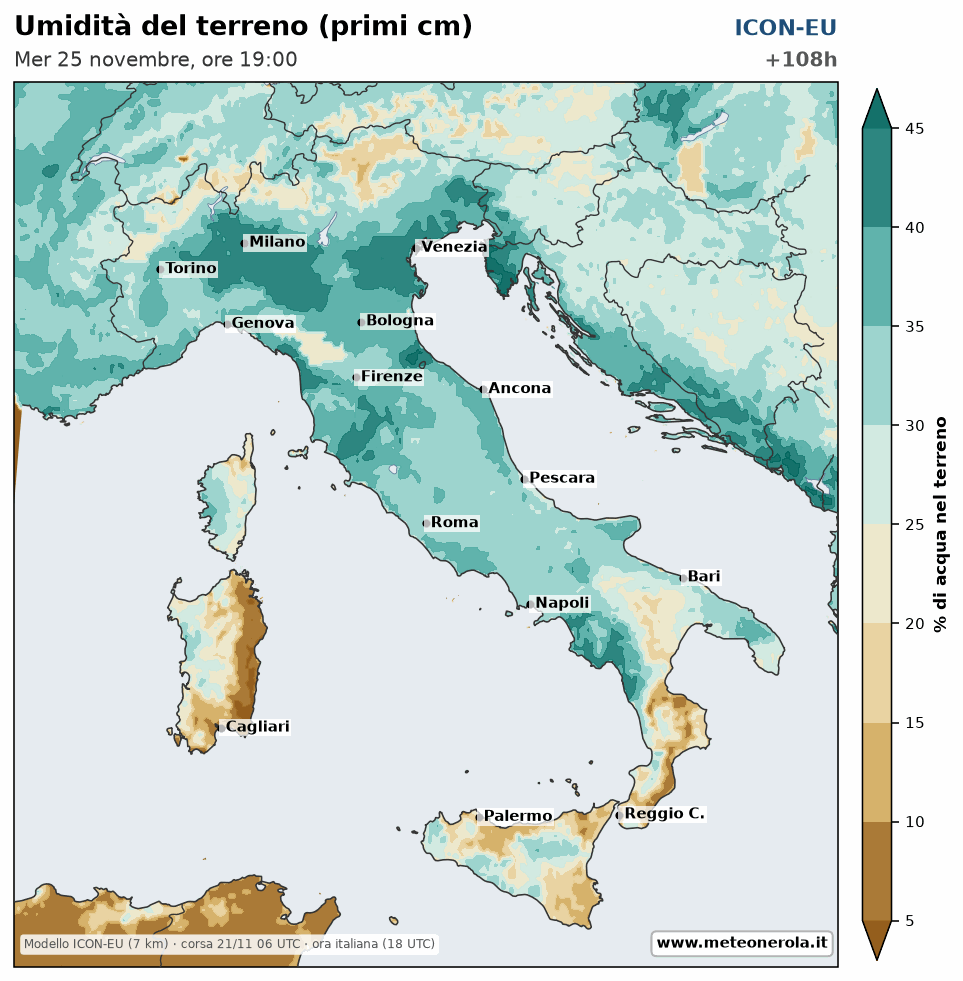 Umidità del terreno (primi cm)
ICON-EU
Mer 25 novembre, ore 19:00
+108h
Milano
Venezia
Torino
Genova
Bologna
Firenze
Ancona
Pescara
Roma
Bari
Napoli
Cagliari
Palermo
Reggio C.
45
40
35
30
25
20
15
10
5
% di acqua nel terreno
Modello ICON-EU (7 km) · corsa 21/11 06 UTC · ora italiana (18 UTC)
www.meteonerola.it